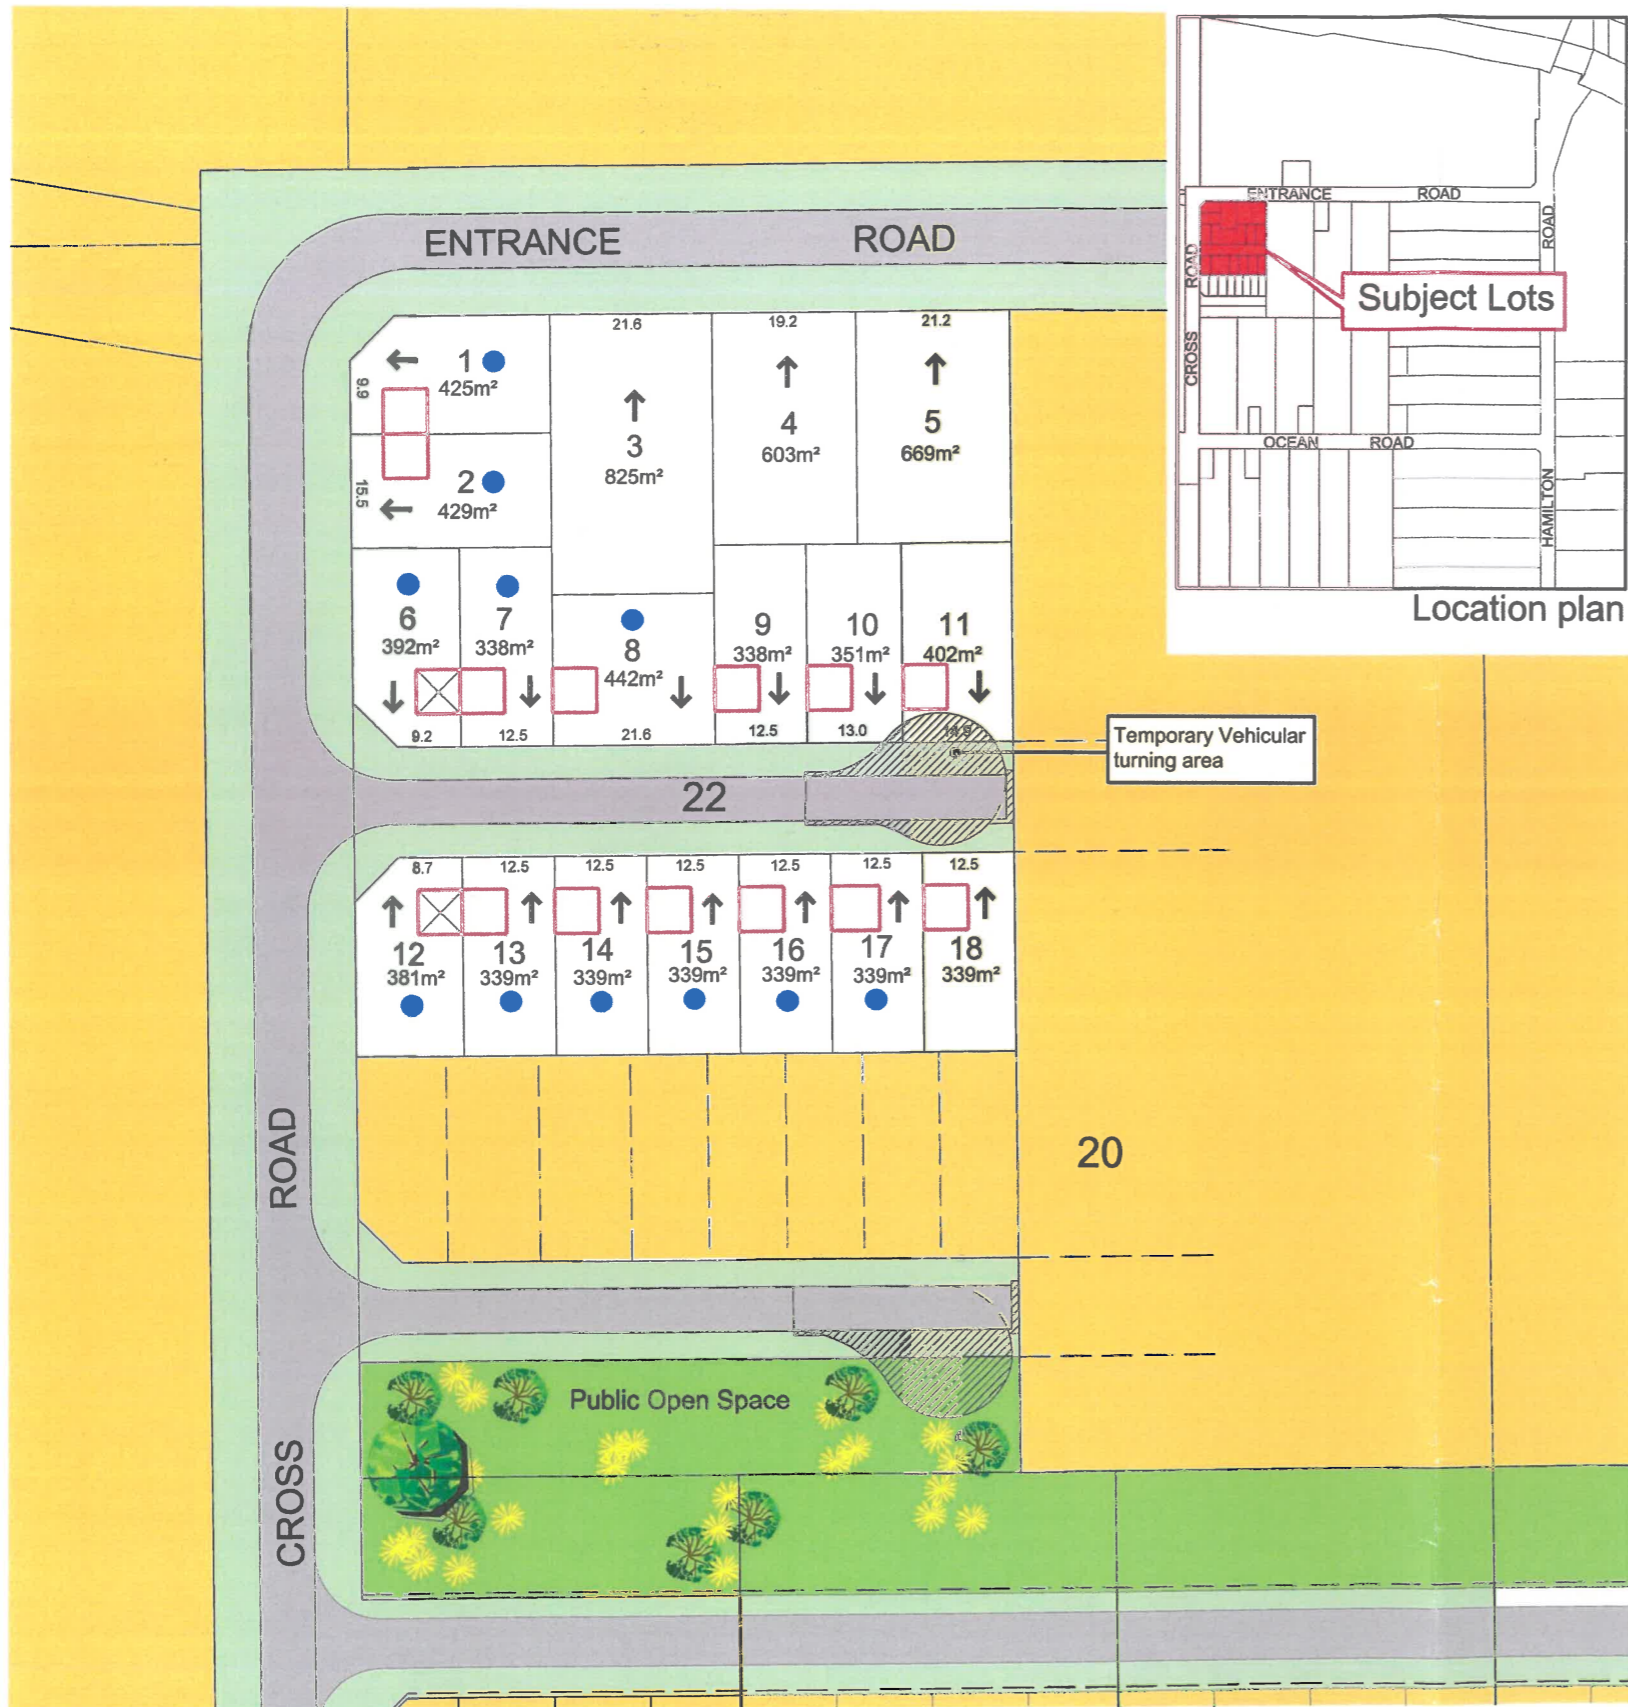 ENTRANCE ROAD
21.6
19.2
21.2
1
425m²
9.9
3
825m²
4
603m²
5
669m²
2
429m²
15.5
6
392m²
7
338m²
8
442m²
9
338m²
10
351m²
11
402m²
9.2
12.5
21.6
12.5
13.0
Temporary Vehicular
turning area
22
8.7
12.5
12.5
12.5
12.5
12.5
12.5
12
381m²
13
339m²
14
339m²
15
339m²
16
339m²
17
339m²
18
339m²
20
CROSS ROAD
Public Open Space
ENTRANCE ROAD
CROSS ROAD
HAMILTON ROAD
OCEAN ROAD
Subject Lots
Location plan